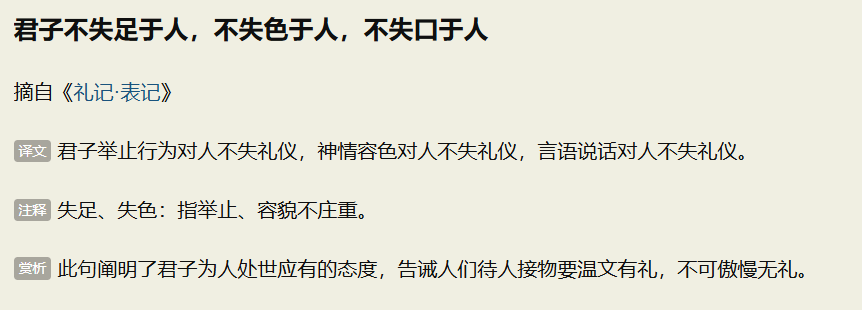 君子不失足于人，不失色于人，不失口于人
摘自《礼记·表记》
译文 君子举止行为对人不失礼仪，神情容色对人不失礼仪，言语说话对人不失礼仪。
注释 失足、失色：指举止、容貌不庄重。
赏析 此句阐明了君子为人处世应有的态度，告诫人们待人接物要温文有礼，不可傲慢无礼。